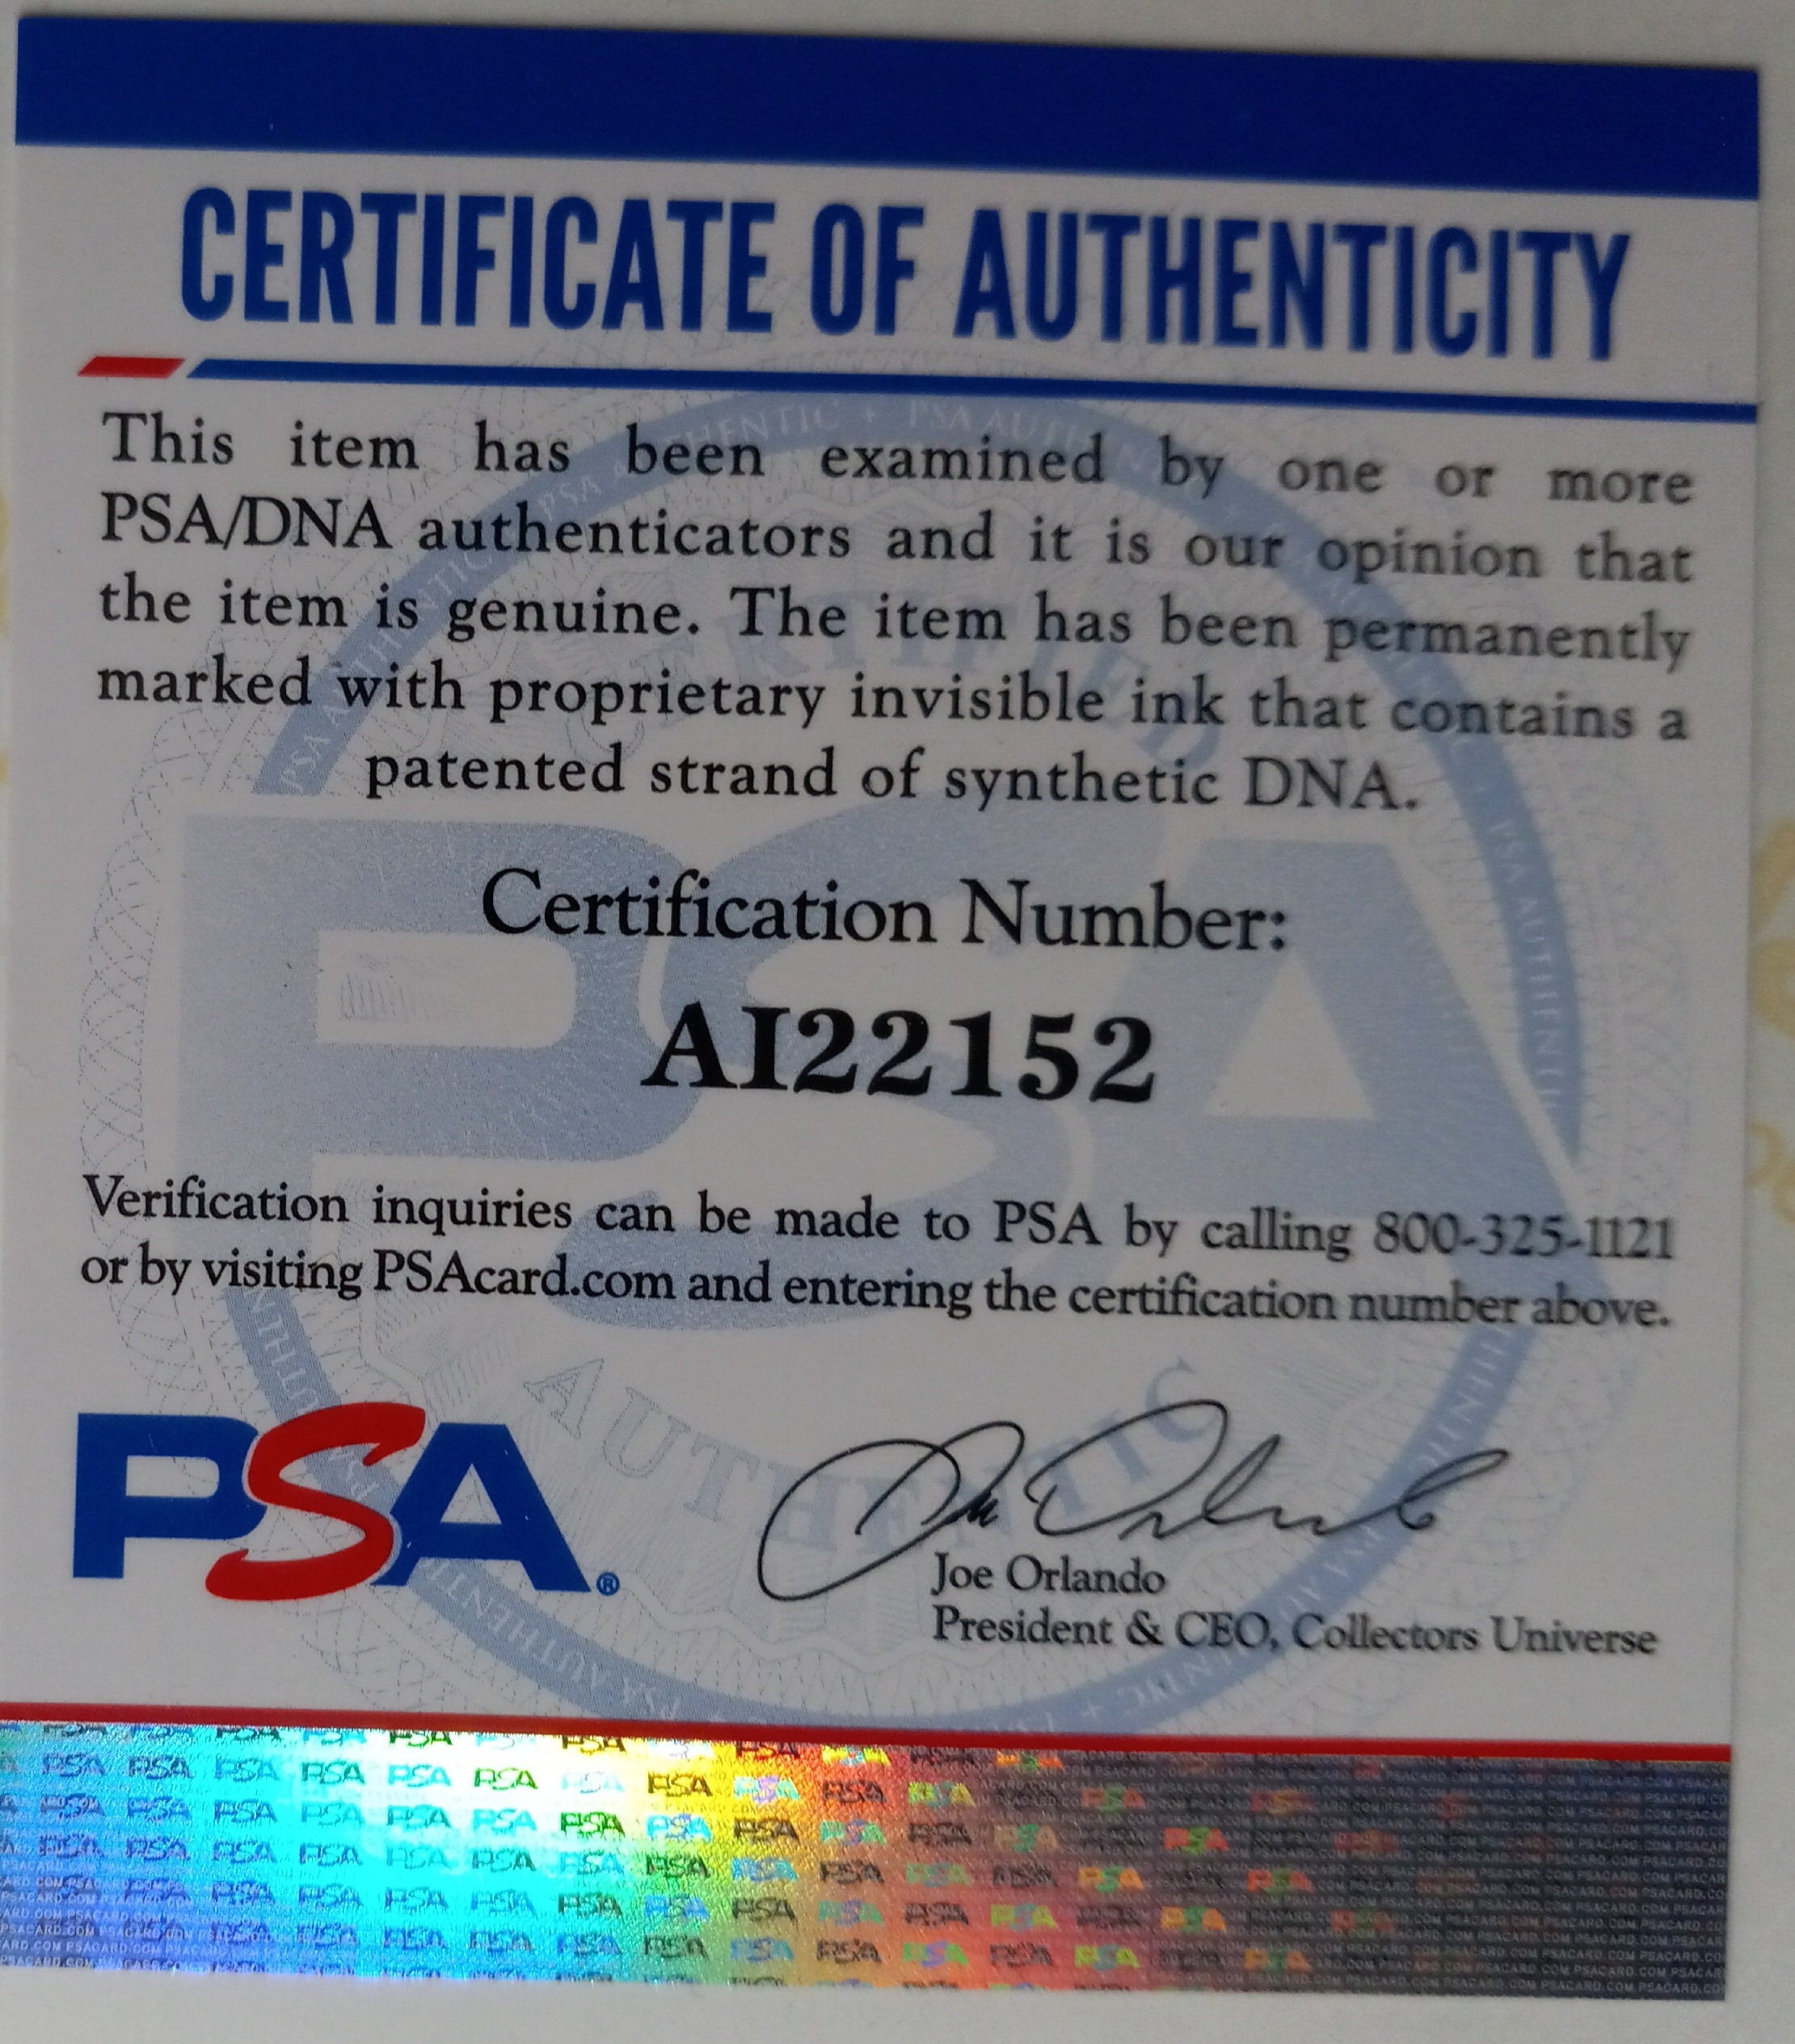 CERTIFICATE OF AUTHENTICITY
This item has been examined by one or more
PSA/DNA authenticators and it is our opinion that
the item is genuine. The item has been permanently
marked with proprietary invisible ink that contains a
patented strand of synthetic DNA.
Certification Number:
AI22152
Verification inquiries can be made to PSA by calling 800-325-1121
or by visiting PSAcard.com and entering the certification number above.
AUTHENTIC
PSA®
Joe Orlando
President & CEO, Collectors Universe